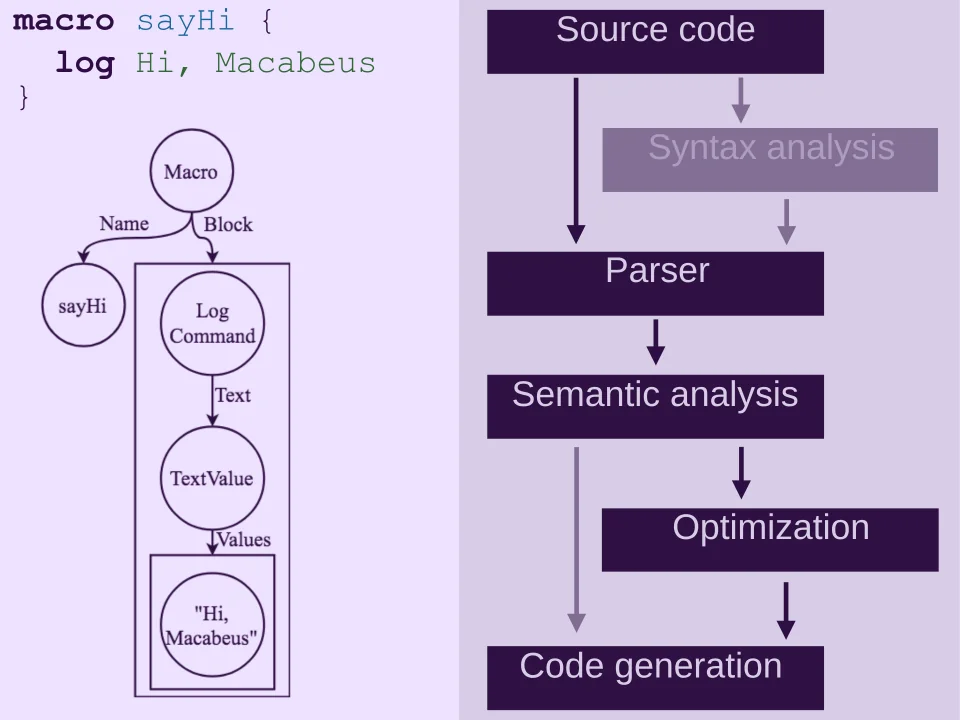 macro sayHi {
log Hi, Macabeus
}
Macro
Name
Block
sayHi
Log
Command
Text
TextValue
Values
"Hi,
Macabeus"
Source code
Syntax analysis
Parser
Semantic analysis
Optimization
Code generation